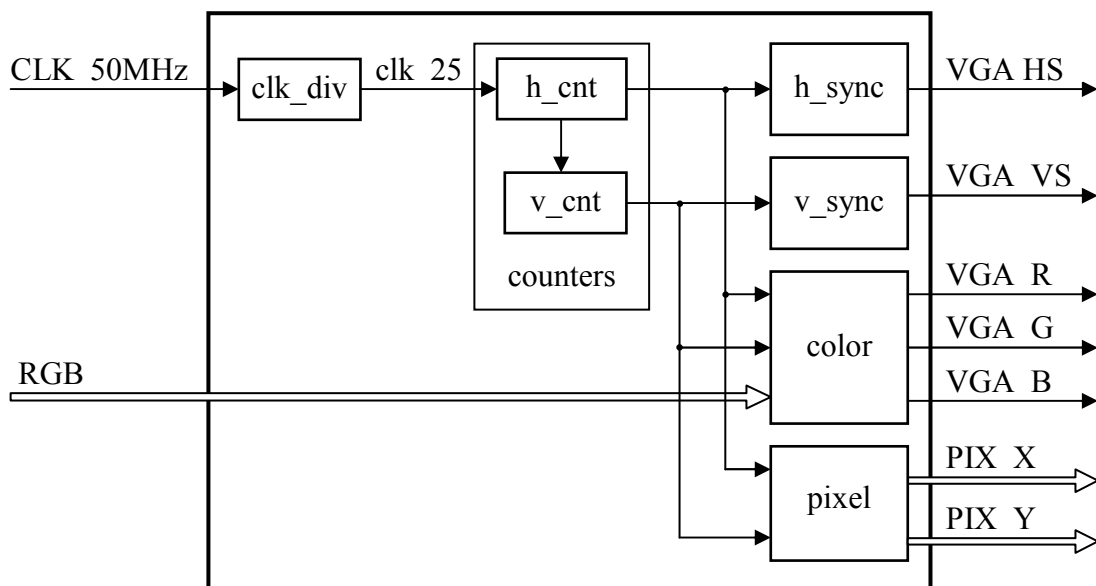 CLK 50MHz
clk_div
clk 25
h_cnt
v_cnt
counters
h_sync
VGA HS
v_sync
VGA VS
RGB
color
VGA R
VGA G
VGA B
pixel
PIX X
PIX Y